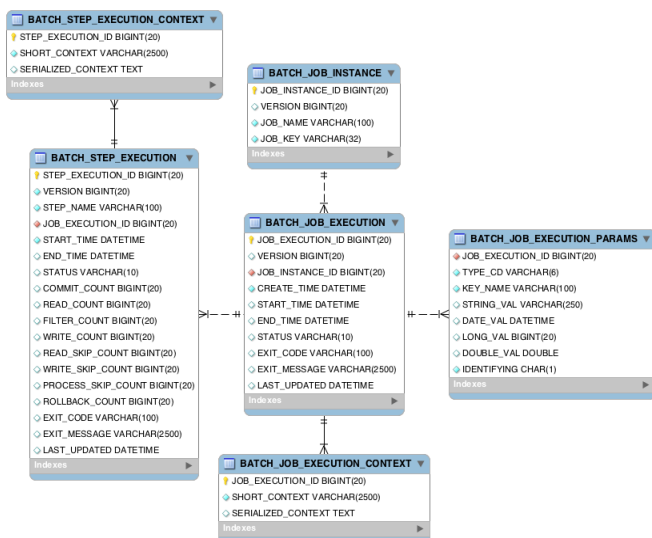 BATCH_STEP_EXECUTION_CONTEXT
STEP_EXECUTION_ID BIGINT(20)
SHORT_CONTEXT VARCHAR(2500)
SERIALIZED_CONTEXT TEXT
Indexes
BATCH_JOB_INSTANCE
JOB_INSTANCE_ID BIGINT(20)
VERSION BIGINT(20)
JOB_NAME VARCHAR(100)
JOB_KEY VARCHAR(32)
Indexes
BATCH_STEP_EXECUTION
STEP_EXECUTION_ID BIGINT(20)
VERSION BIGINT(20)
STEP_NAME VARCHAR(100)
JOB_EXECUTION_ID BIGINT(20)
START_TIME DATETIME
END_TIME DATETIME
STATUS VARCHAR(10)
COMMIT_COUNT BIGINT(20)
READ_COUNT BIGINT(20)
FILTER_COUNT BIGINT(20)
WRITE_COUNT BIGINT(20)
READ_SKIP_COUNT BIGINT(20)
WRITE_SKIP_COUNT BIGINT(20)
PROCESS_SKIP_COUNT BIGINT(20)
ROLLBACK_COUNT BIGINT(20)
EXIT_CODE VARCHAR(100)
EXIT_MESSAGE VARCHAR(2500)
LAST_UPDATED DATETIME
Indexes
BATCH_JOB_EXECUTION
JOB_EXECUTION_ID BIGINT(20)
VERSION BIGINT(20)
JOB_INSTANCE_ID BIGINT(20)
CREATE_TIME DATETIME
START_TIME DATETIME
END_TIME DATETIME
STATUS VARCHAR(10)
EXIT_CODE VARCHAR(100)
EXIT_MESSAGE VARCHAR(2500)
LAST_UPDATED DATETIME
Indexes
BATCH_JOB_EXECUTION_PARAMS
JOB_EXECUTION_ID BIGINT(20)
TYPE_CD VARCHAR(6)
KEY_NAME VARCHAR(100)
STRING_VAL VARCHAR(250)
DATE_VAL DATETIME
LONG_VAL BIGINT(20)
DOUBLE_VAL DOUBLE
IDENTIFYING CHAR(1)
Indexes
BATCH_JOB_EXECUTION_CONTEXT
JOB_EXECUTION_ID BIGINT(20)
SHORT_CONTEXT VARCHAR(2500)
SERIALIZED_CONTEXT TEXT
Indexes